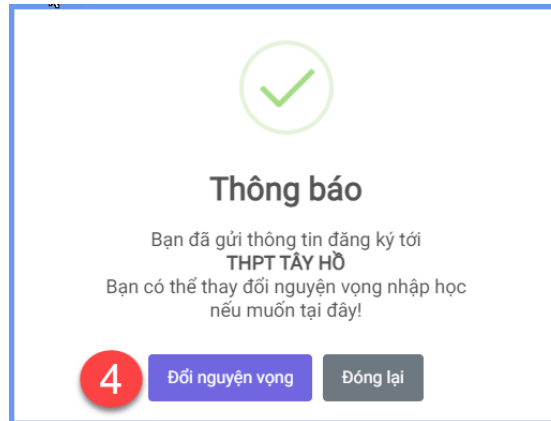 Thông báo
Bạn đã gửi thông tin đăng ký tới
THPT TÂY HỒ
Bạn có thể thay đổi nguyện vọng nhập học
nếu muốn tại đây!
4 Đổi nguyện vọng Đóng lại